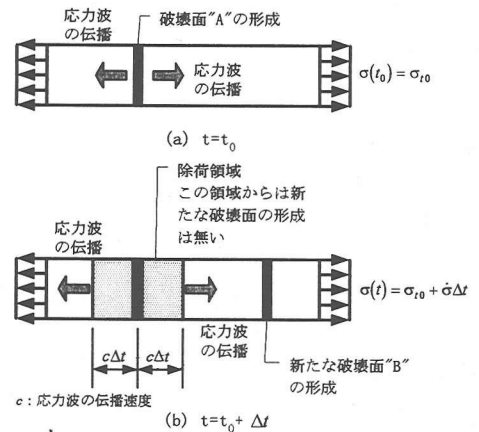 応力波
の伝播
破壊面"A"の形成
応力波
の伝播
σ(t₀) = σₜ₀
(a) t=t₀
除荷領域
この領域からは新
たな破壊面の形成
は無い
応力波
の伝播
σ(t) = σₜ₀ + σ̇Δt
応力波
の伝播
cΔt
cΔt
新たな破壊面"B"
の形成
c：応力波の伝播速度
(b) t=t₀+ Δt